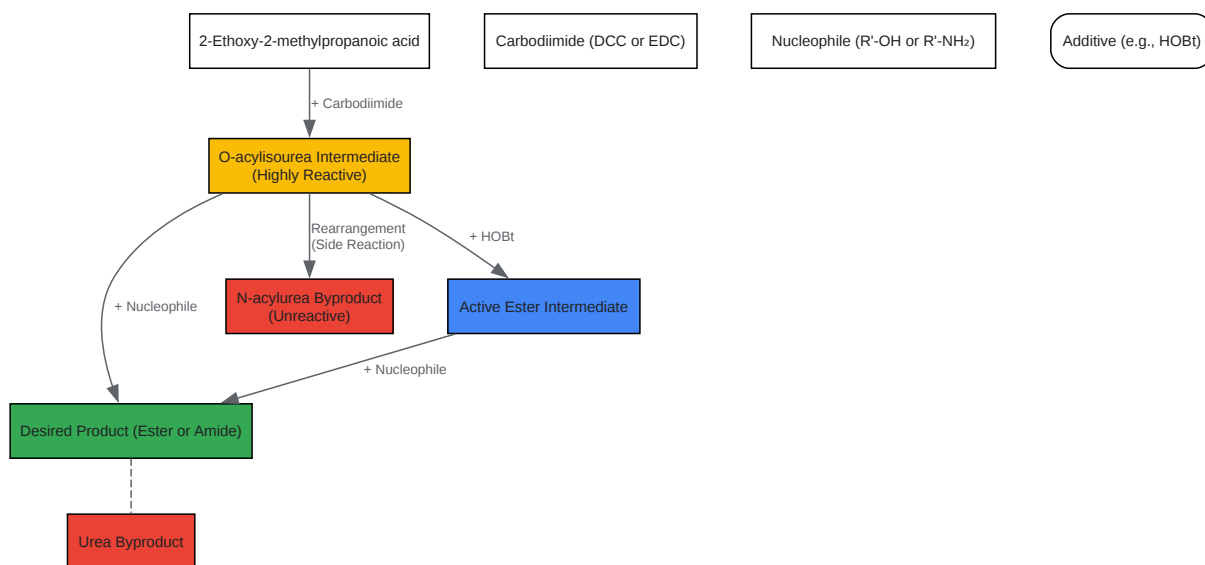 2-Ethoxy-2-methylpropanoic acid
Carbodiimide (DCC or EDC)
Nucleophile (R'-OH or R'-NH₂)
Additive (e.g., HOBt)
+ Carbodiimide
O-acylisourea Intermediate
(Highly Reactive)
Rearrangement
(Side Reaction)
+ HOBt
+ Nucleophile
N-acylurea Byproduct
(Unreactive)
Active Ester Intermediate
+ Nucleophile
Desired Product (Ester or Amide)
Urea Byproduct